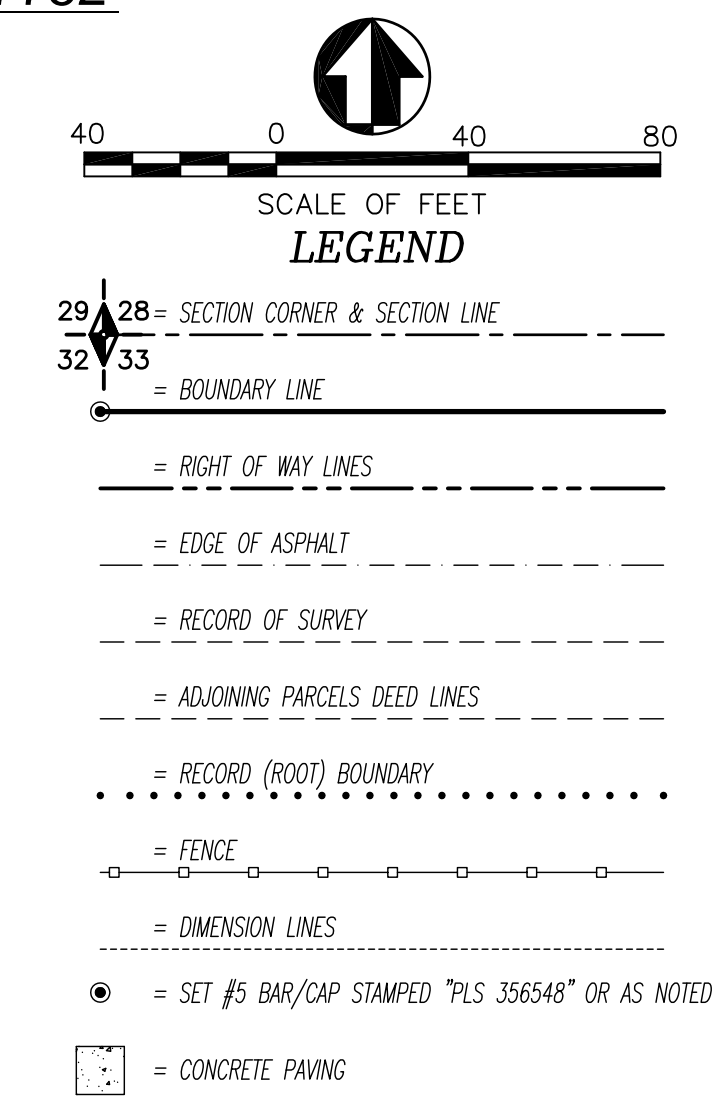 40 0 40 80
SCALE OF FEET
LEGEND
29 28 = SECTION CORNER & SECTION LINE
32 33
= BOUNDARY LINE
= RIGHT OF WAY LINES
= EDGE OF ASPHALT
= RECORD OF SURVEY
= ADJOINING PARCELS DEED LINES
= RECORD (ROOT) BOUNDARY
= FENCE
= DIMENSION LINES
= SET #5 BAR/CAP STAMPED "PLS 356548" OR AS NOTED
= CONCRETE PAVING